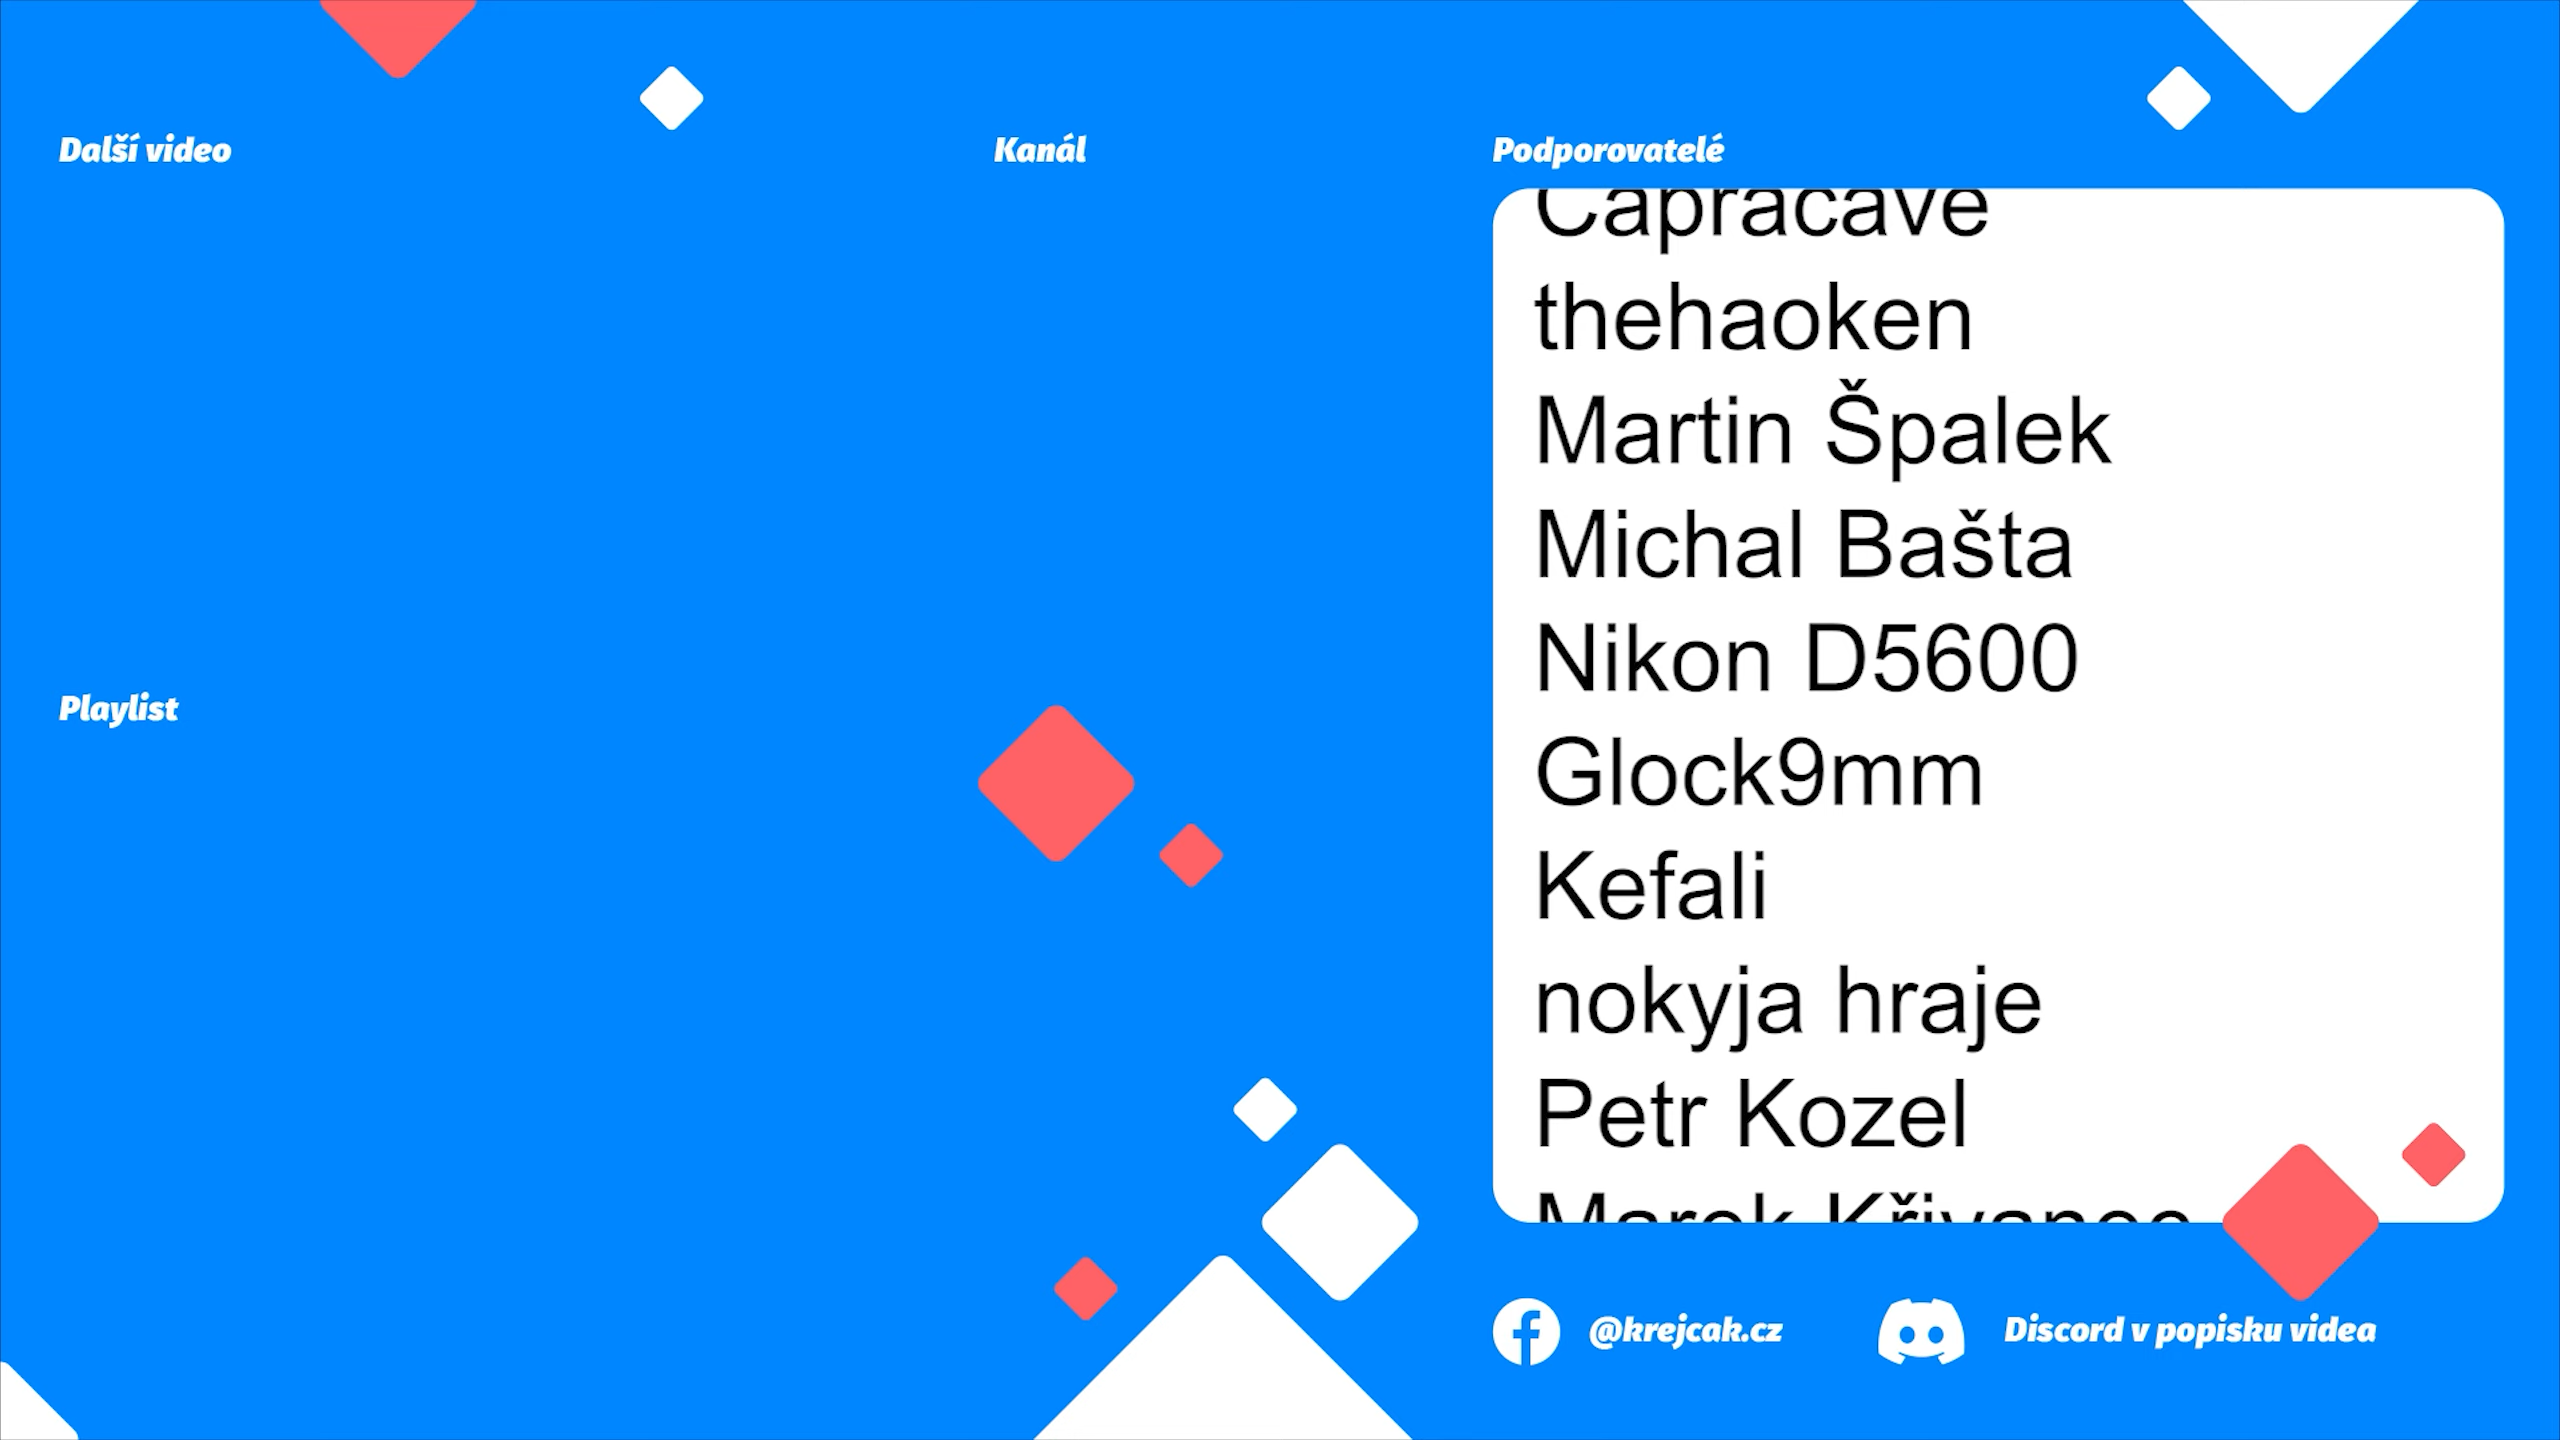 Další video
Kanál
Podporovatelé
Capracave
thehaoken
Martin Špalek
Michal Bašta
Nikon D5600
Glock9mm
Kefali
nokyja hraje
Petr Kozel
Playlist
@krejcak.cz
Discord v popisku videa